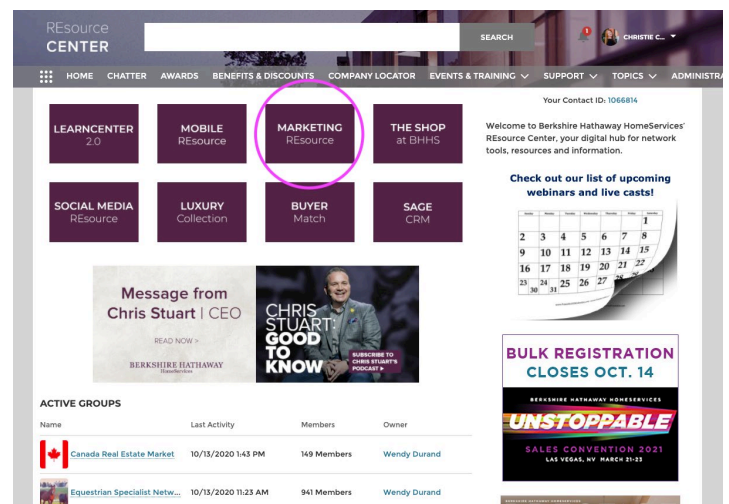 REsource
CENTER
SEARCH
1
CHRISTIE C...
HOME CHATTER AWARDS BENEFITS & DISCOUNTS COMPANY LOCATOR EVENTS & TRAINING SUPPORT TOPICS ADMINISTRA
LEARNCENTER
2.0
MOBILE
REsource
MARKETING
REsource
THE SHOP
at BHHS
SOCIAL MEDIA
REsource
LUXURY
Collection
BUYER
Match
SAGE
CRM
Message from
Chris Stuart | CEO
READ NOW >
BERKSHIRE HATHAWAY
HomeServices
CHRIS
STUART:
GOOD
TO
KNOW
SUBSCRIBE TO
CHRIS STUART'S
PODCAST
ACTIVE GROUPS
Name Last Activity Members Owner
Canada Real Estate Market 10/13/2020 1:43 PM 149 Members Wendy Durand
Equestrian Specialist Netw... 10/13/2020 11:23 AM 941 Members Wendy Durand
Your Contact ID: 1066814
Welcome to Berkshire Hathaway HomeServices'
REsource Center, your digital hub for network
tools, resources and information.
Check out our list of upcoming
webinars and live casts!
1
2 3 4 5 6 7 8
9 10 11 12 13 14 15
16 17 18 19 20 21 22
23 24 25 26 27 28
30 31
BULK REGISTRATION
CLOSES OCT. 14
BERKSHIRE HATHAWAY HOMESERVICES
UNSTOPPABLE
SALES CONVENTION 2021
LAS VEGAS, NV MARCH 21-23
BERKSHIRE HATHAWAY HOMESERVICES